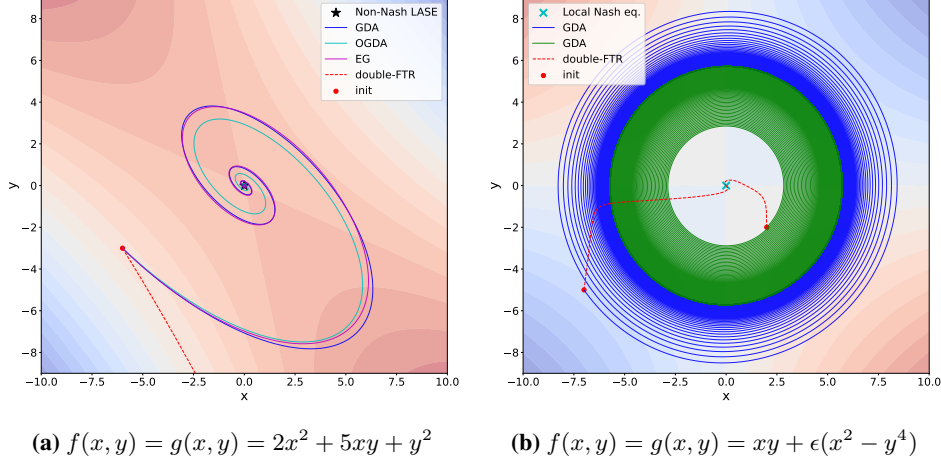 Non-Nash LASE
GDA
OGDA
EG
double-FTR
init
8
6
4
2
0
−2
−4
−6
−8
y
−10.0 −7.5 −5.0 −2.5 0.0 2.5 5.0 7.5 10.0
x
Local Nash eq.
GDA
GDA
double-FTR
init
8
6
4
2
0
−2
−4
−6
−8
y
−10.0 −7.5 −5.0 −2.5 0.0 2.5 5.0 7.5 10.0
x
(a) f(x, y) = g(x, y) = 2x² + 5xy + y²
(b) f(x, y) = g(x, y) = xy + ϵ(x² − y⁴)